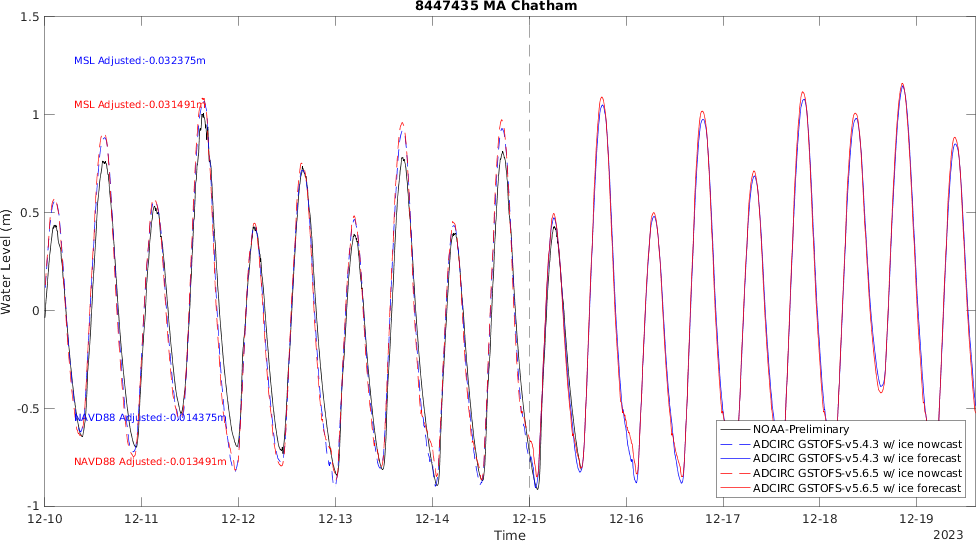 8447435 MA Chatham
1.5
MSL Adjusted:-0.032375m
MSL Adjusted:-0.031491m
1
0.5
Water Level (m)
0
-0.5
NAVD88 Adjusted:-0.014375m
NAVD88 Adjusted:-0.013491m
-1
NOAA-Preliminary
ADCIRC GSTOFS-v5.4.3 w/ ice nowcast
ADCIRC GSTOFS-v5.4.3 w/ ice forecast
ADCIRC GSTOFS-v5.6.5 w/ ice nowcast
ADCIRC GSTOFS-v5.6.5 w/ ice forecast
12-10 12-11 12-12 12-13 12-14 12-15 12-16 12-17 12-18 12-19
Time
2023